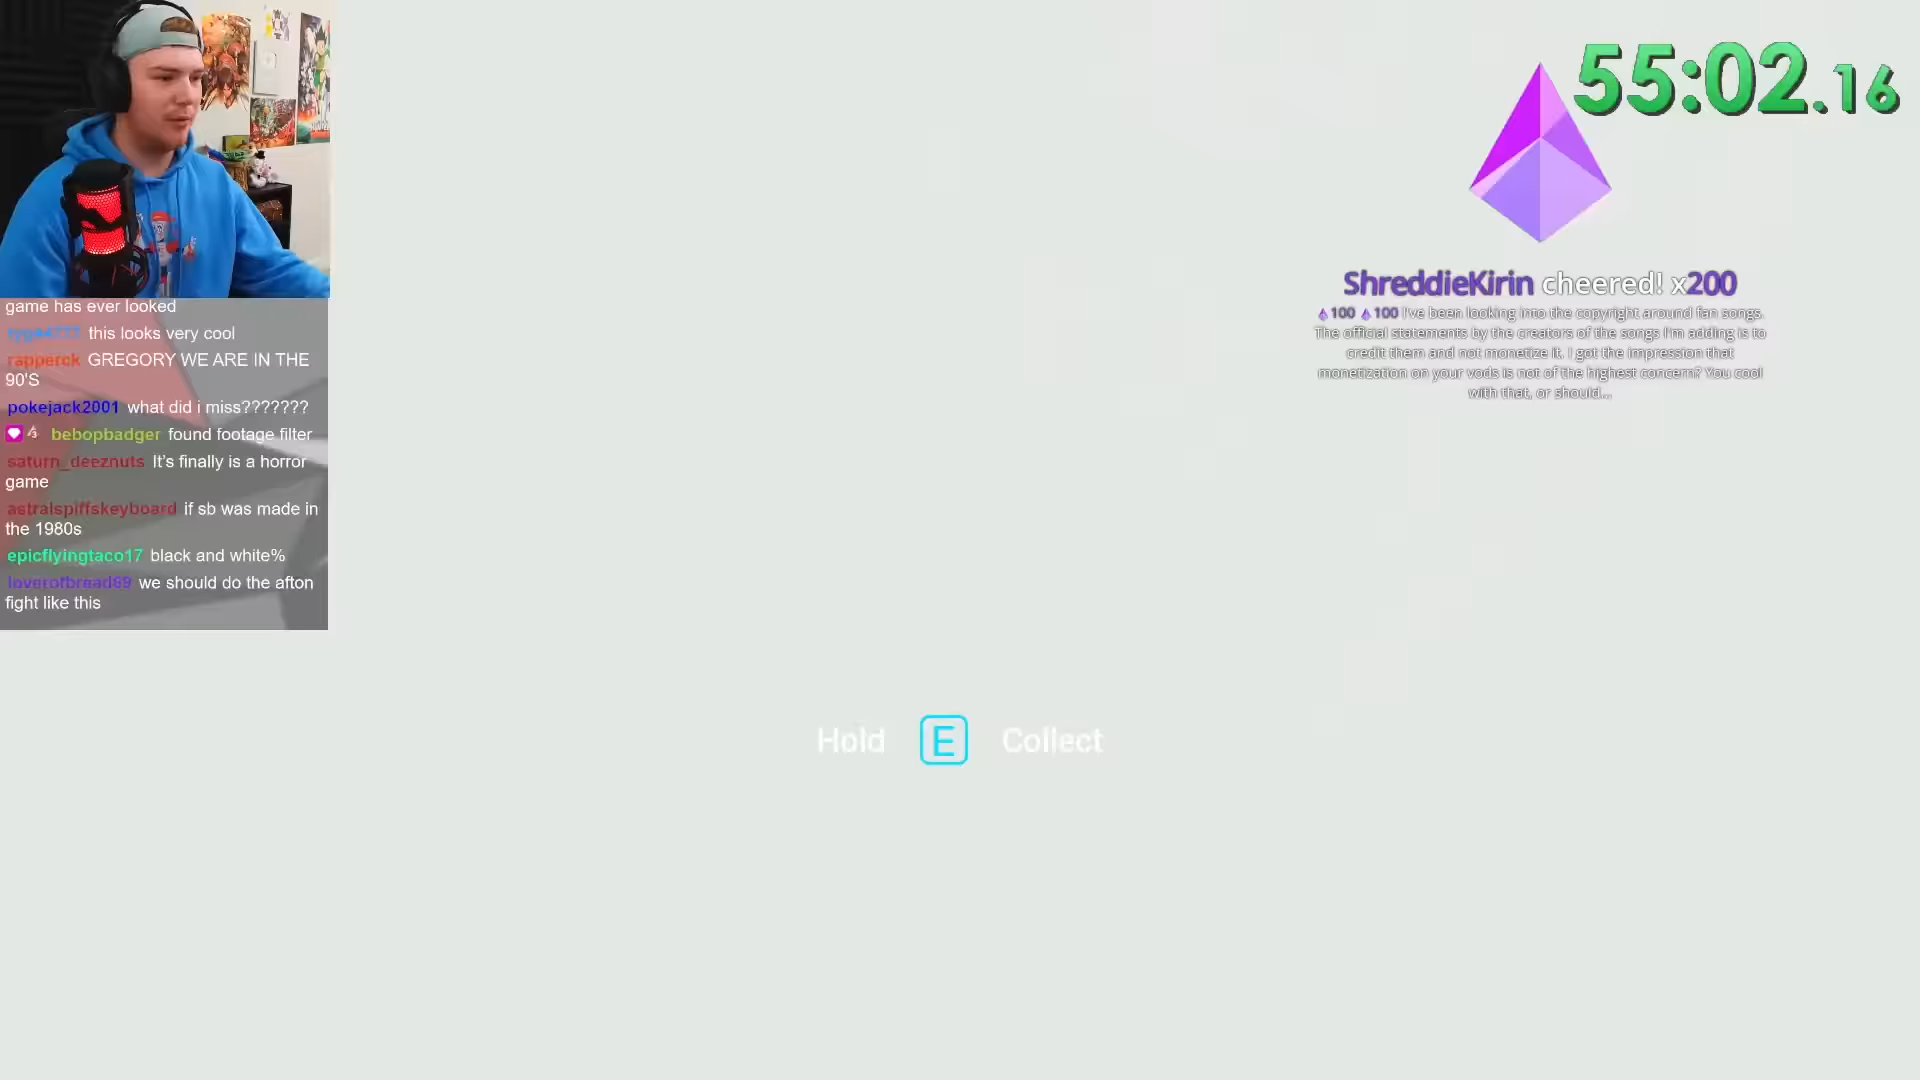 55:02.16
ShreddieKirin cheered! x200
100 100 I've been looking into the copyright around fan songs.
The official statements by the creators of the songs I'm adding is to
credit them and not monetize it. I got the impression that
monetization on your vods is not of the highest concern? You cool
with that, or should...
game has ever looked
this looks very cool
rapperck GREGORY WE ARE IN THE
90'S
pokejack2001 what did i miss???????
bebopbadger found footage filter
saturn_deeznuts It's finally is a horror
game
astralspiffskeyboard if sb was made in
the 1980s
epicflyingtaco17 black and white%
loverofbread69 we should do the afton
fight like this
Hold E Collect